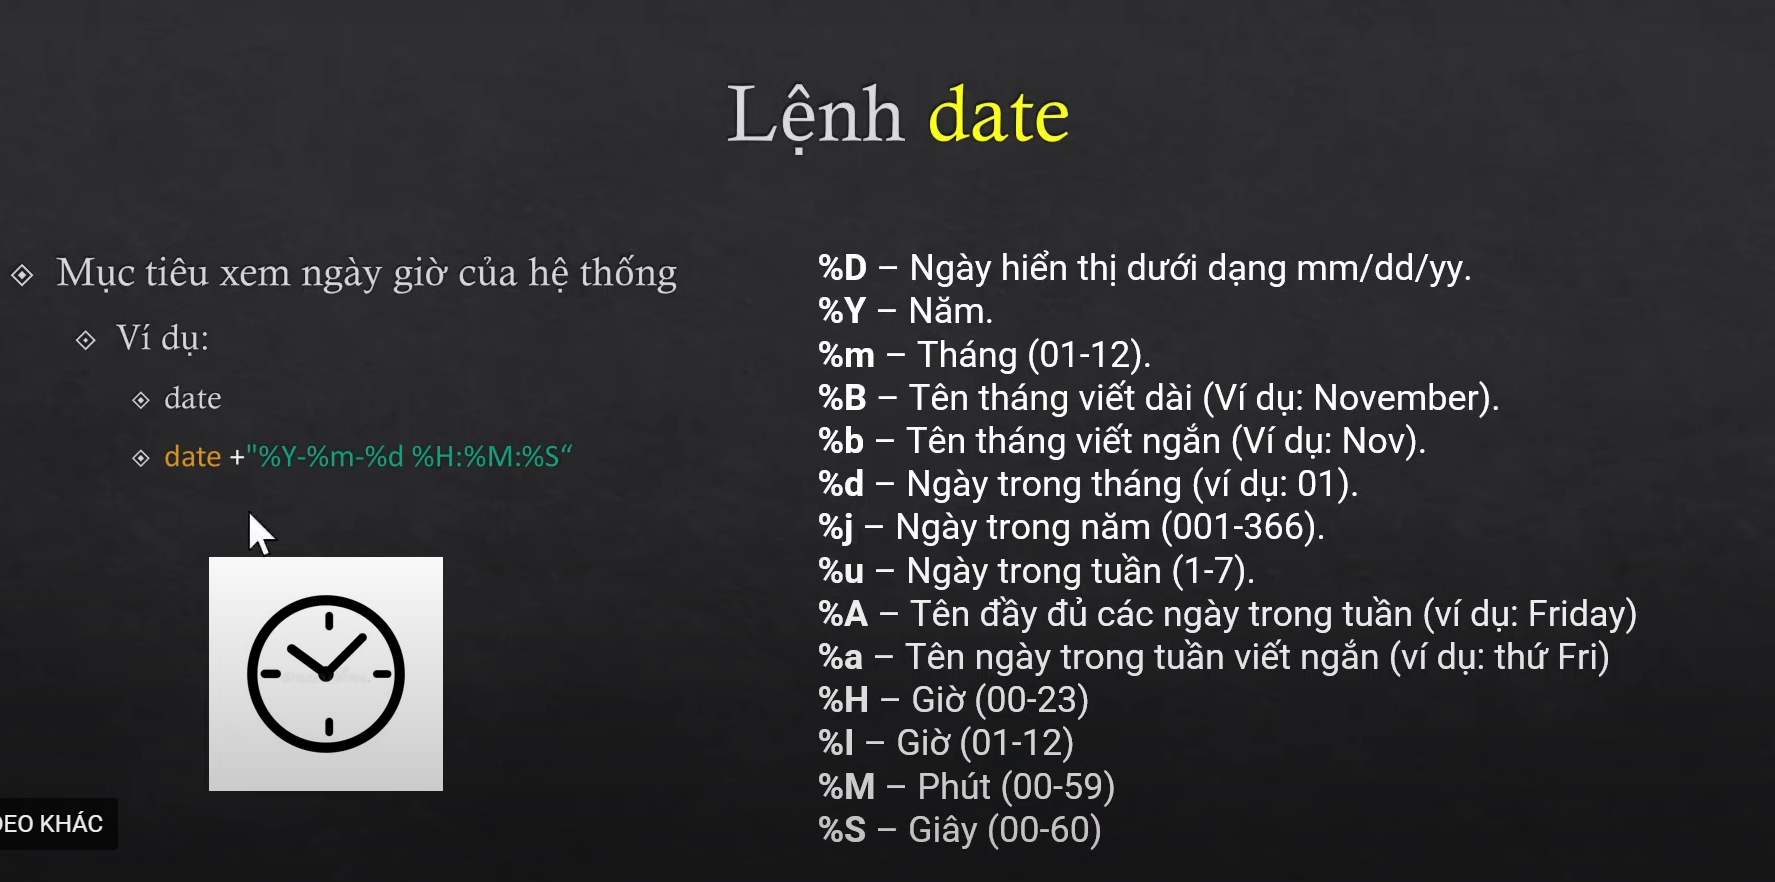 Lệnh date
Mục tiêu xem ngày giờ của hệ thống
Ví dụ:
date
date +"%Y-%m-%d %H:%M:%S“
%D – Ngày hiển thị dưới dạng mm/dd/yy.
%Y – Năm.
%m – Tháng (01-12).
%B – Tên tháng viết dài (Ví dụ: November).
%b – Tên tháng viết ngắn (Ví dụ: Nov).
%d – Ngày trong tháng (ví dụ: 01).
%j – Ngày trong năm (001-366).
%u – Ngày trong tuần (1-7).
%A – Tên đầy đủ các ngày trong tuần (ví dụ: Friday)
%a – Tên ngày trong tuần viết ngắn (ví dụ: thứ Fri)
%H – Giờ (00-23)
%I – Giờ (01-12)
%M – Phút (00-59)
%S – Giây (00-60)
DEO KHÁC